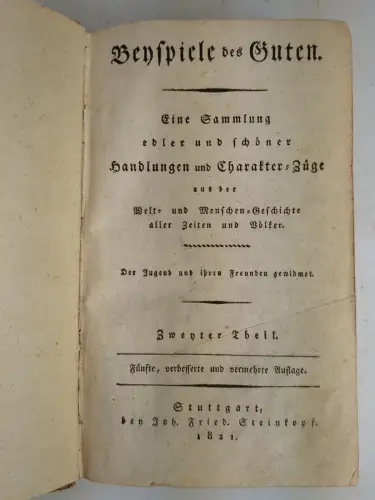 Beyspiele des Guten.
Eine Sammlung
edler und schöner
Handlungen und Charakter-Züge
aus der
Welt- und Menschen-Geschichte
aller Zeiten und Völker.
Der Jugend und ihren Freunden gewidmet.
Zweyter Theil.
Fünfte, verbesserte und vermehrte Auflage.
Stuttgart,
bey Joh. Fried. Steinkopf.
1821.